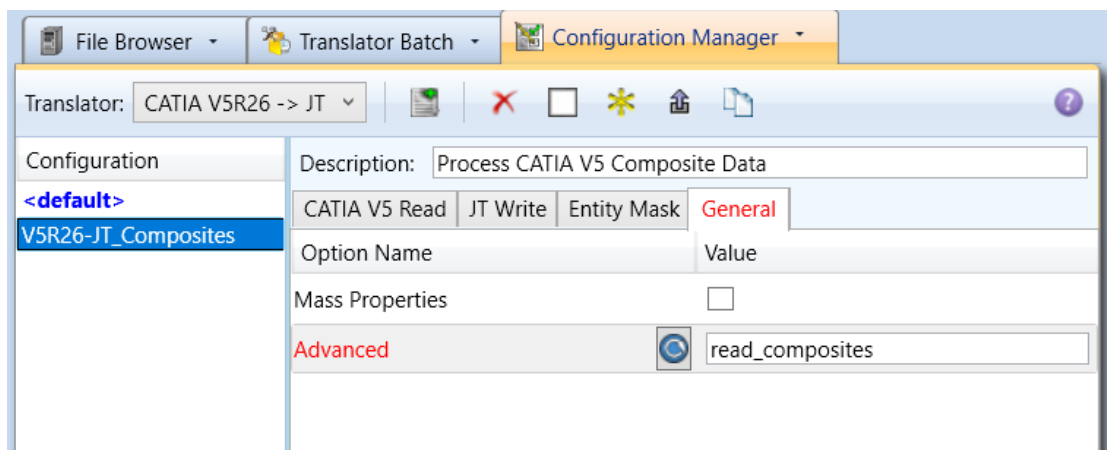 File Browser Translator Batch Configuration Manager
Translator: CATIA V5R26 -> JT ?
Configuration Description: Process CATIA V5 Composite Data
<default> CATIA V5 Read JT Write Entity Mask General
V5R26-JT_Composites Option Name Value
Mass Properties
Advanced read_composites